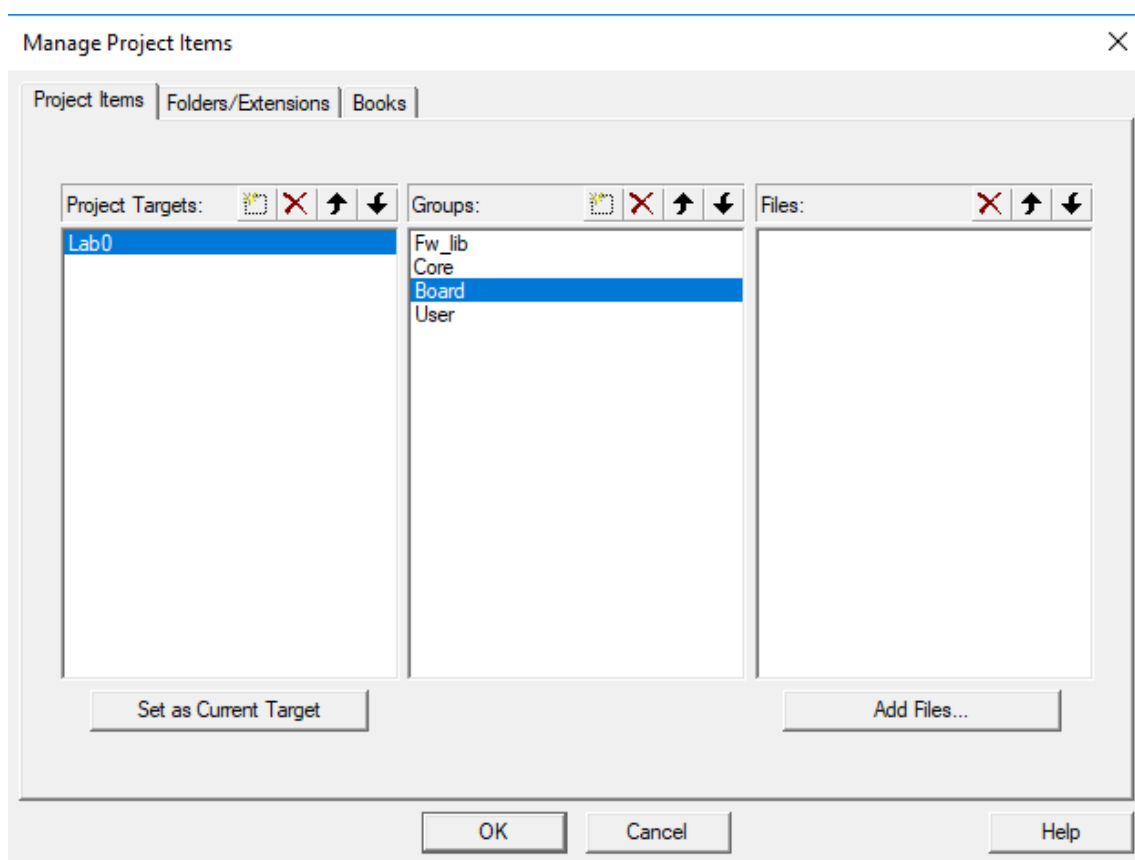 Manage Project Items
Project Items Folders/Extensions Books
Project Targets: Groups: Files:
Lab0
Fw_lib
Core
Board
User
Set as Current Target Add Files...
OK Cancel Help